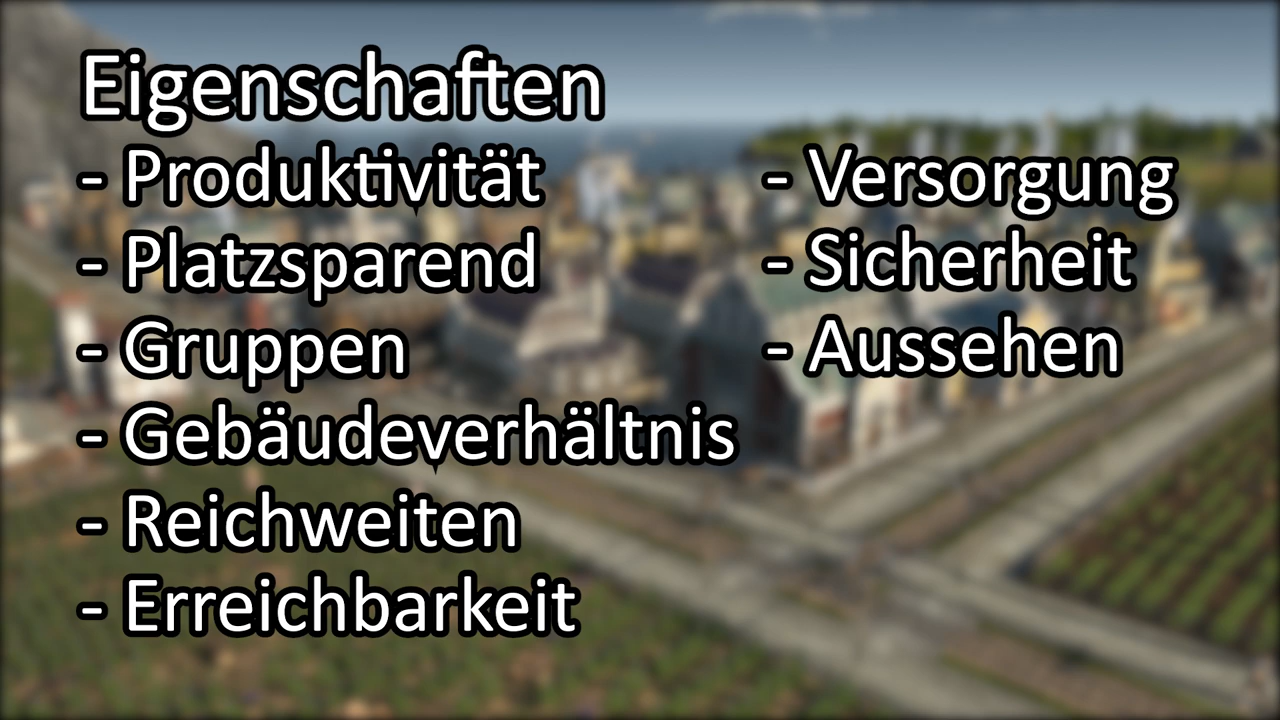 Eigenschaften
- Produktivität
- Platzsparend
- Gruppen
- Gebäudeverhältnis
- Reichweiten
- Erreichbarkeit
- Versorgung
- Sicherheit
- Aussehen